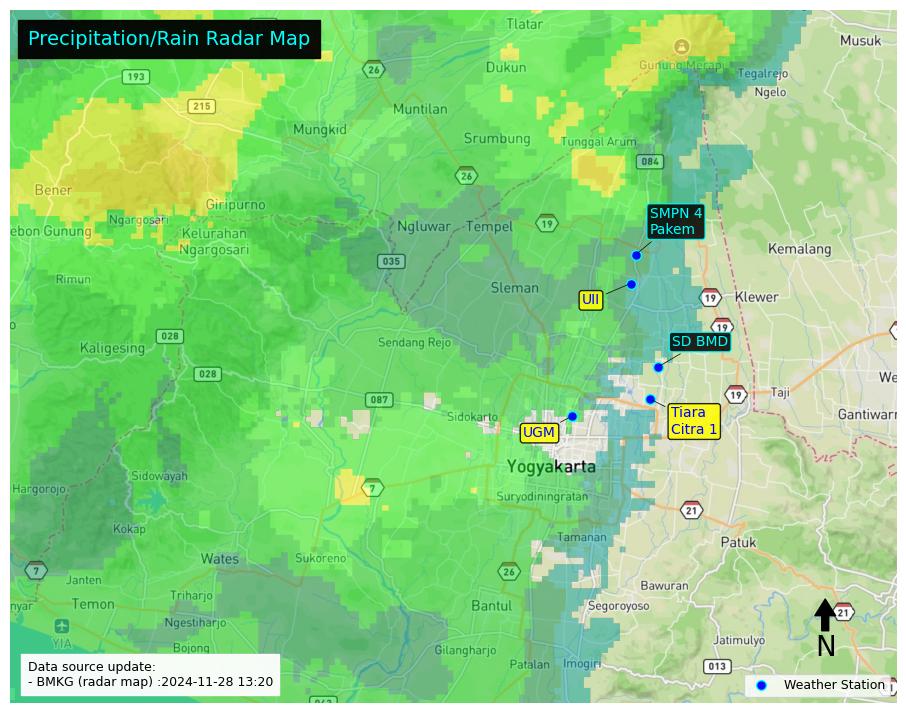 Precipitation/Rain Radar Map
Tlatar
Musuk
26
193
Dukun
Gunung Merapi
Tegalrejo
Ngelo
215
Muntilan
Mungkid
Srumbung
Tunggal Arum
084
26
Bener
Giripurno
Ngargosari
SMPN 4
Pakem
ebon Gunung
Kelurahan
Ngargosari
Ngluwar
Tempel
19
Kemalang
035
Rimun
Sleman
UII
19
Klewer
19
028
Kaligesing
Sendang Rejo
SD BMD
028
We
19
Taji
087
Sidokarto
Tiara
Citra 1
Gantiwarn
UGM
Yogyakarta
Sidowayah
Hargorojo
7
Suryodiningratan
21
Kokap
Tamanan
Patuk
Wates
Sukoreno
7
Janten
26
Bawuran
Triharjo
nyar
Temon
Bantul
Segoroyoso
21
Ngestiharjo
YIA
N
Jatimulyo
Bojong
Gilangharjo
Patalan
Imogiri
013
Data source update:
- BMKG (radar map) :2024-11-28 13:20
Weather Station